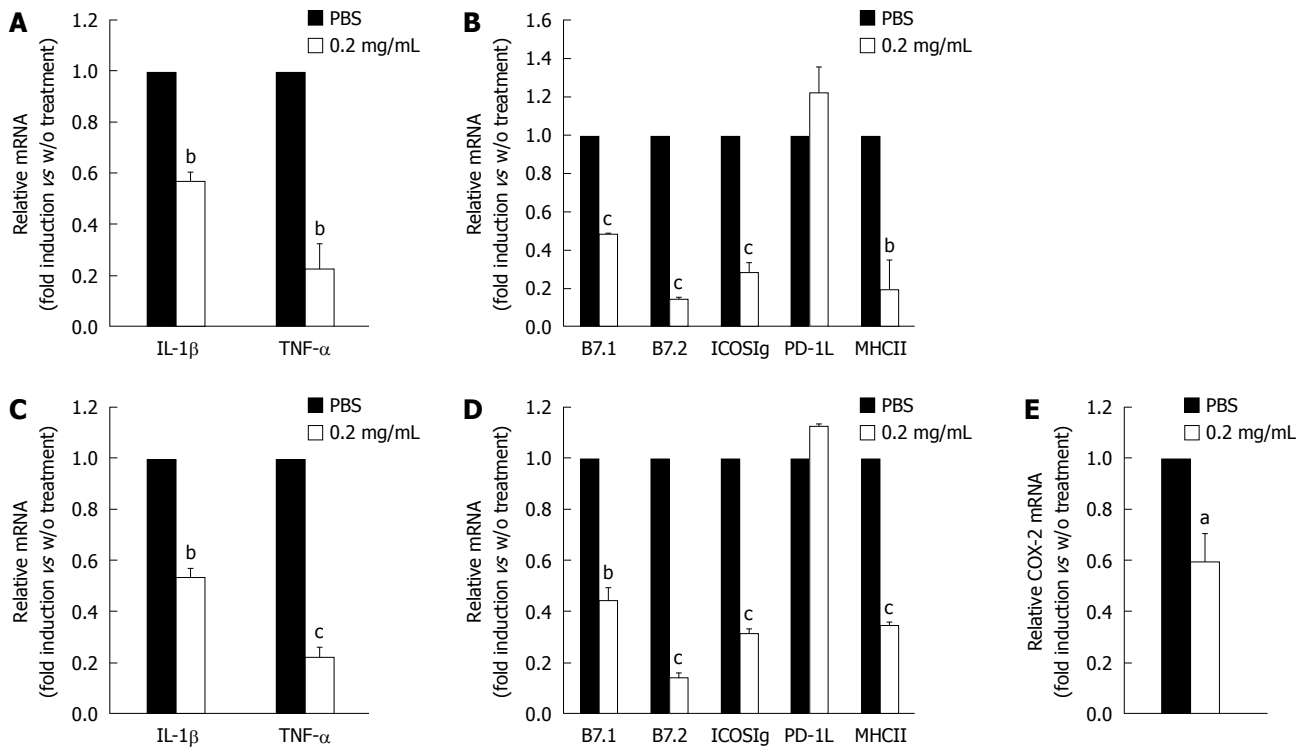 A
Relative mRNA
(fold induction vs w/o treatment)
1.2
1.0
0.8
0.6
0.4
0.2
0.0
PBS
0.2 mg/mL
b
b
IL-1β
TNF-α
B
Relative mRNA
(fold induction vs w/o treatment)
1.6
1.4
1.2
1.0
0.8
0.6
0.4
0.2
0.0
PBS
0.2 mg/mL
c
c
c
b
B7.1
B7.2
ICOSIg
PD-1L
MHCII
C
Relative mRNA
(fold induction vs w/o treatment)
1.2
1.0
0.8
0.6
0.4
0.2
0.0
PBS
0.2 mg/mL
b
c
IL-1β
TNF-α
D
Relative mRNA
(fold induction vs w/o treatment)
1.2
1.0
0.8
0.6
0.4
0.2
0.0
PBS
0.2 mg/mL
b
c
c
c
B7.1
B7.2
ICOSIg
PD-1L
MHCII
E
Relative COX-2 mRNA
(fold induction vs w/o treatment)
1.2
1.0
0.8
0.6
0.4
0.2
0.0
PBS
0.2 mg/mL
a